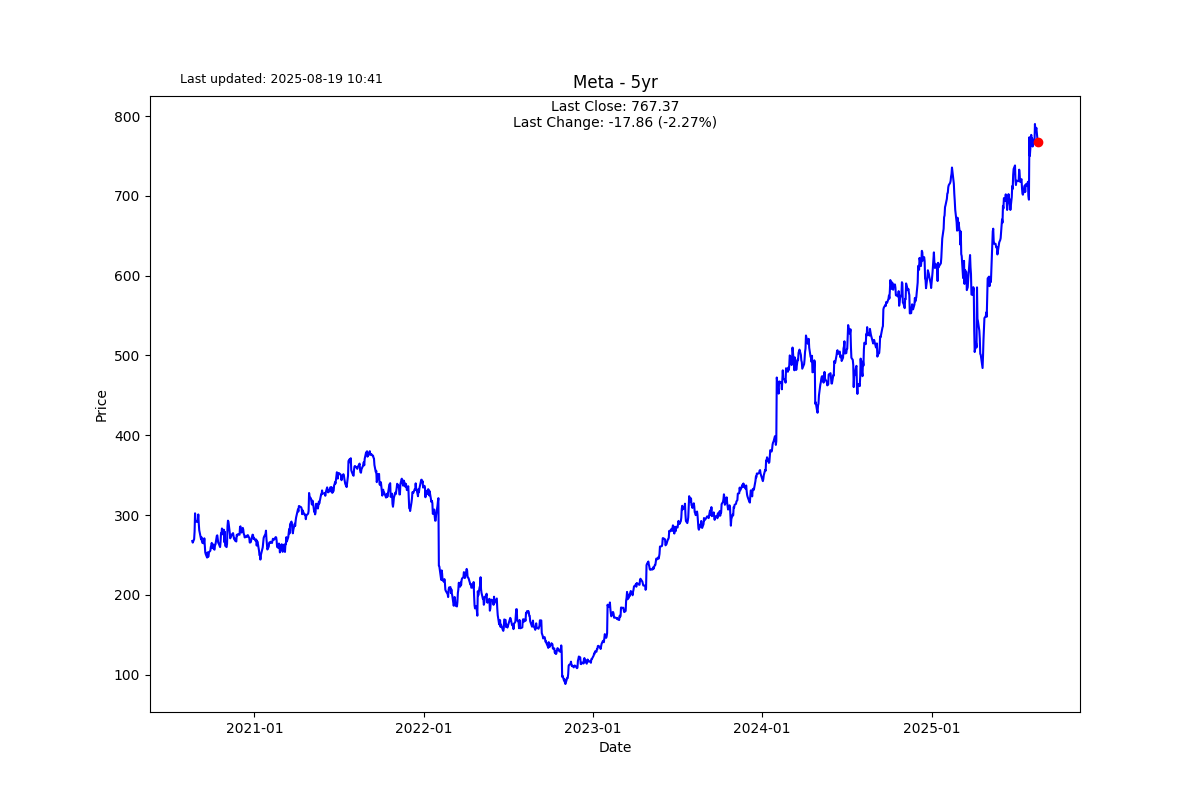 Last updated: 2025-08-19 10:41
Meta - 5yr
Last Close: 767.37
Last Change: -17.86 (-2.27%)
800
700
600
500
400
300
200
100
Price
2021-01
2022-01
2023-01
2024-01
2025-01
Date